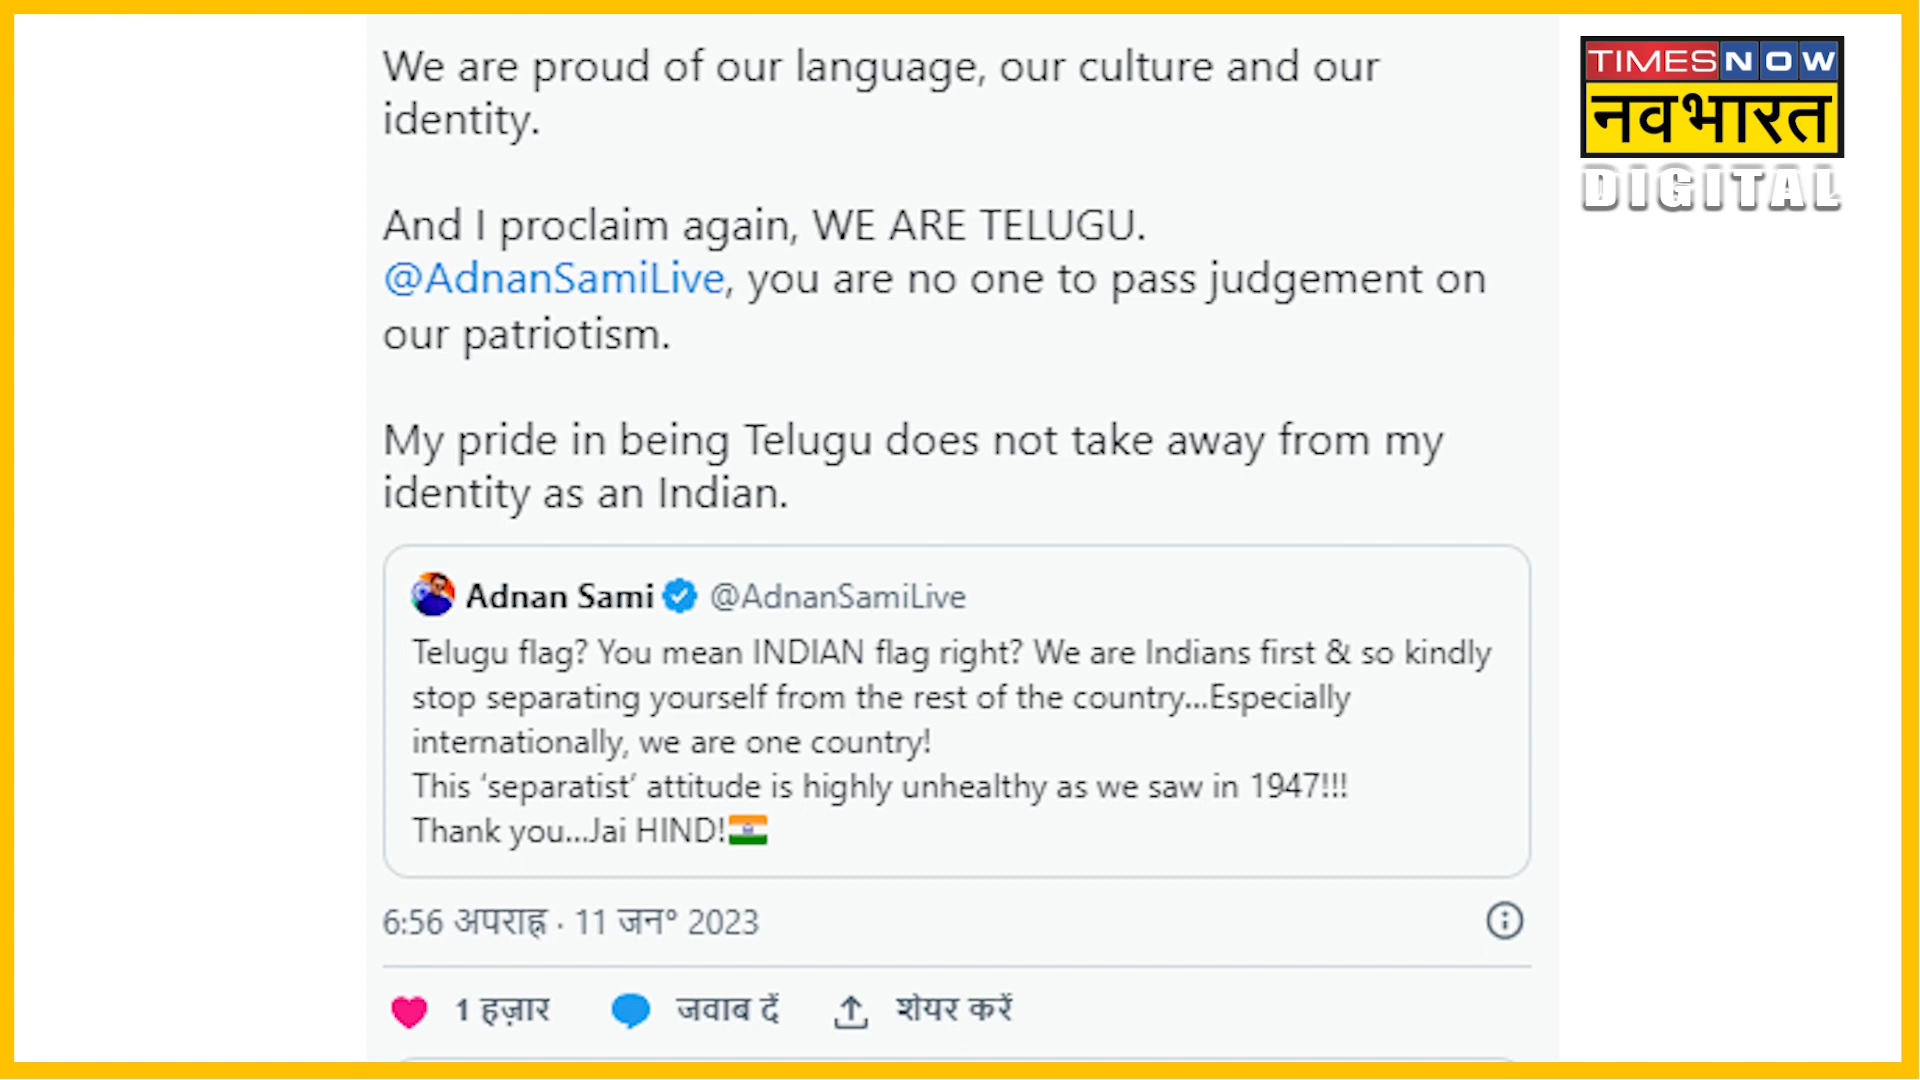 TIMES NOW
नवभारत
DIGITAL
We are proud of our language, our culture and our
identity.
And I proclaim again, WE ARE TELUGU.
@AdnanSamiLive, you are no one to pass judgement on
our patriotism.
My pride in being Telugu does not take away from my
identity as an Indian.
Adnan Sami @AdnanSamiLive
Telugu flag? You mean INDIAN flag right? We are Indians first & so kindly
stop separating yourself from the rest of the country...Especially
internationally, we are one country!
This ‘separatist’ attitude is highly unhealthy as we saw in 1947!!!
Thank you...Jai HIND!🇮🇳
6:56 अपराह्न · 11 जन॰ 2023
1 हज़ार जवाब दें शेयर करें